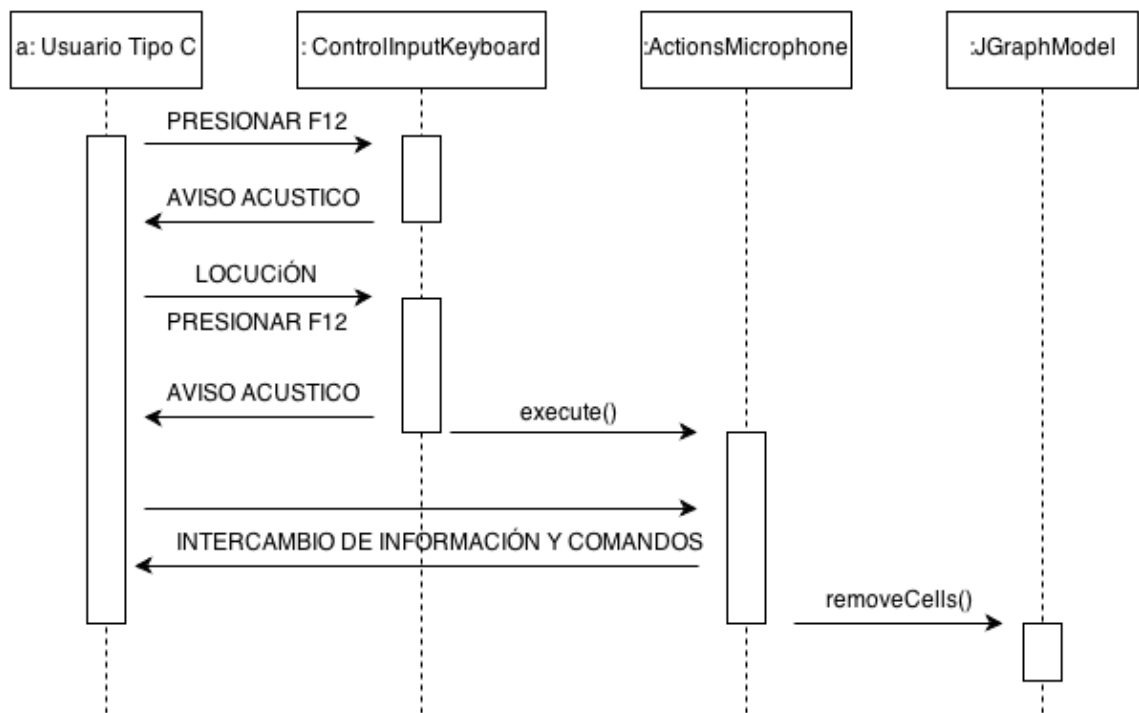 a: Usuario Tipo C
: ControlInputKeyboard
:ActionsMicrophone
:JGraphModel
PRESIONAR F12
AVISO ACUSTICO
LOCUCiÓN
PRESIONAR F12
AVISO ACUSTICO
execute()
INTERCAMBIO DE INFORMACIÓN Y COMANDOS
removeCells()